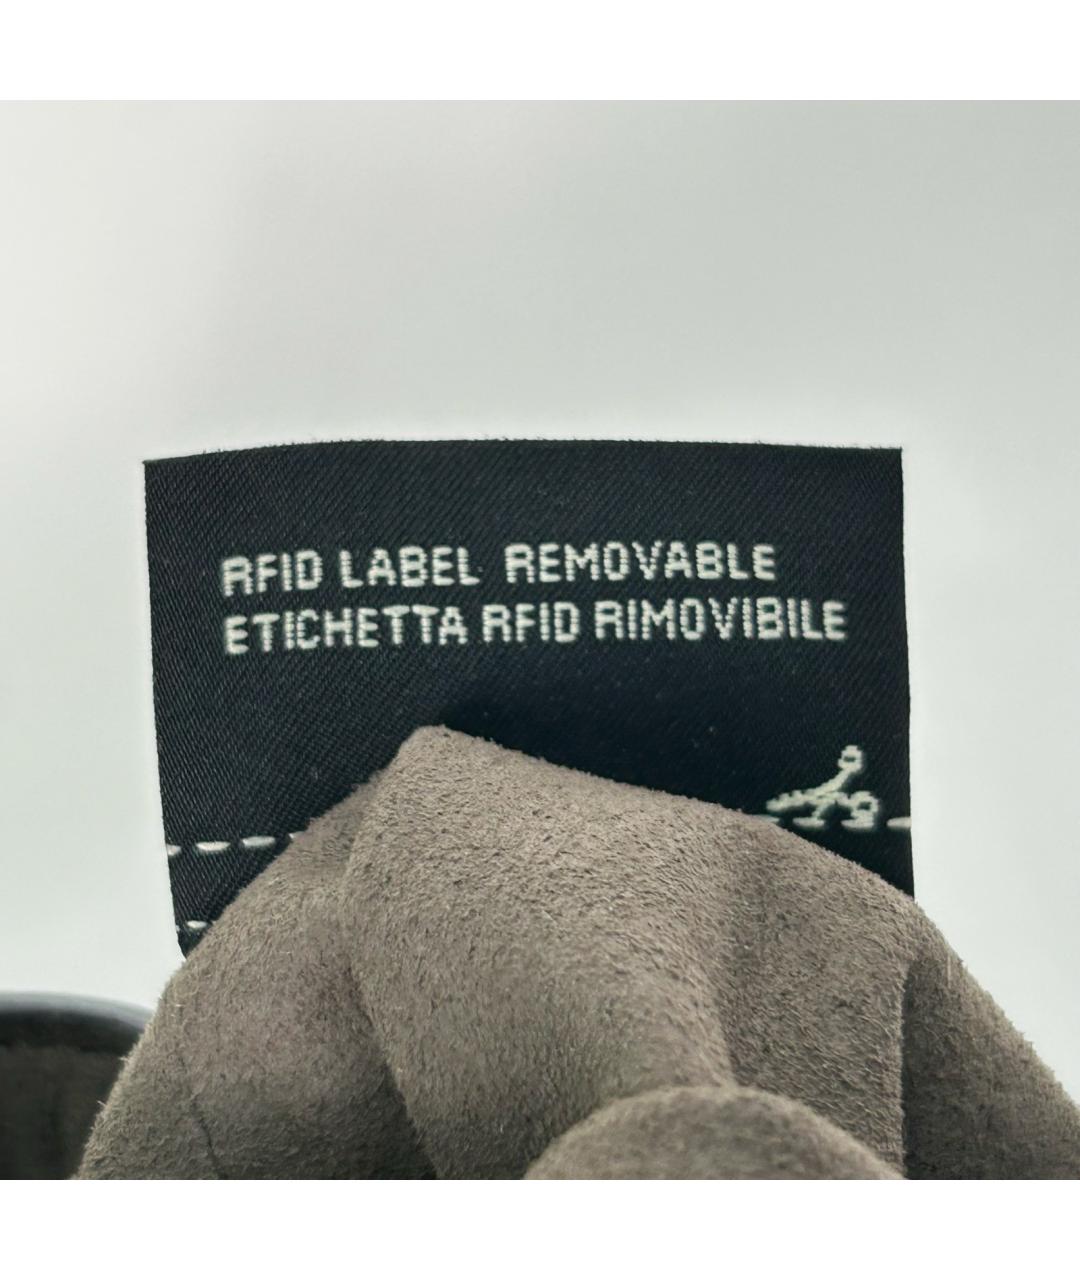 RFID LABEL REMOVABLE
ETICHETTA RFID RIMOVIBILE